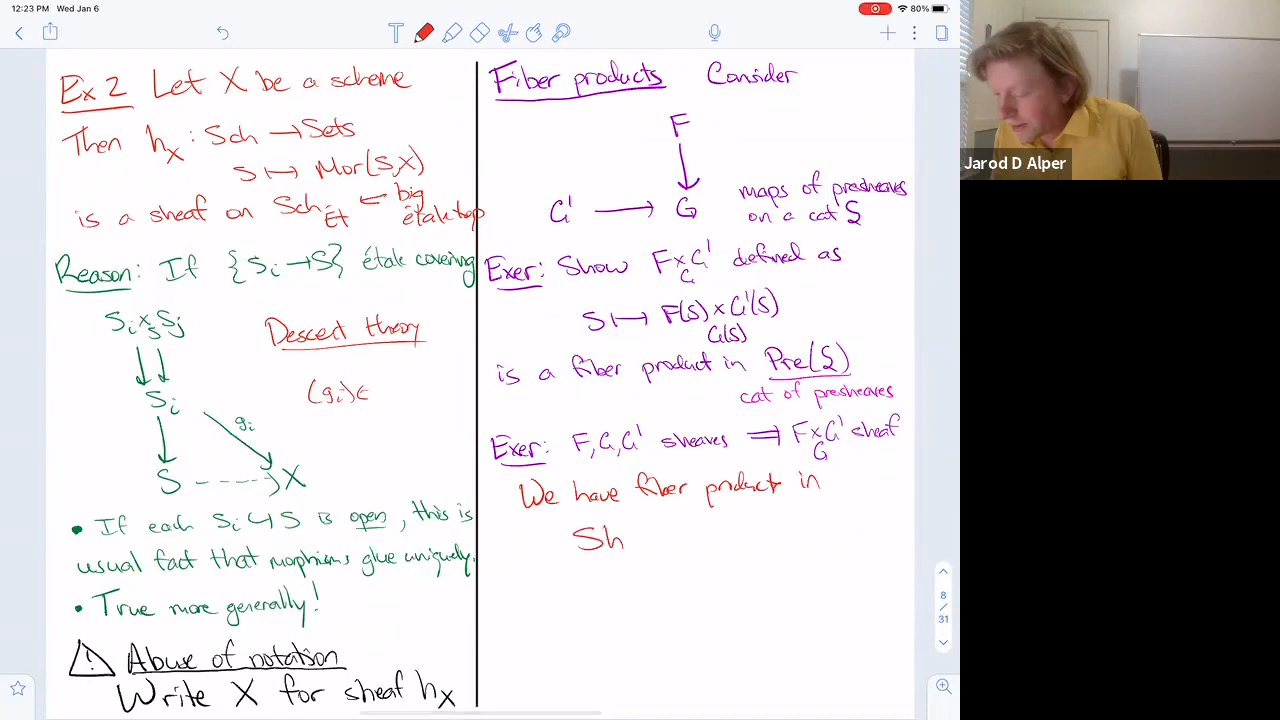 12:23 PM Wed Jan 6
80%
Ex 2 Let X be a scheme
Then h_X : Sch → Sets
S ↦ Mor(S,X)
is a sheaf on Sch_Ét ← big
étale top
Reason: If {S_i → S} étale covering
S_i ×_S S_j
Descent theory
(g_i) ∈
S_i
g_i
S ---→ X
• If each S_i ↪ S is open, this is
usual fact that morphisms glue uniquely.
• True more generally!
⚠ Abuse of notation
Write X for sheaf h_X
Fiber products Consider
F
G' → G
maps of presheaves
on a cat S
Exer: Show F ×_G G' defined as
S ↦ F(S) ×_G(S) G'(S)
is a fiber product in Pre(S)
cat of presheaves
Exer: F, G, G' sheaves ⇒ F ×_G G' sheaf
We have fiber product in
Sh
8
/
31
Jarod D Alper